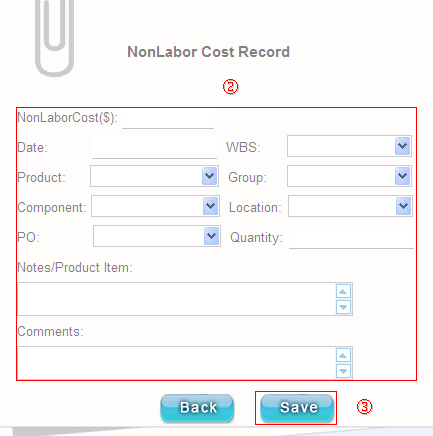 NonLabor Cost Record
②
NonLaborCost($):
Date: WBS:
Product: Group:
Component: Location:
PO: Quantity:
Notes/Product Item:
Comments:
Back Save ③